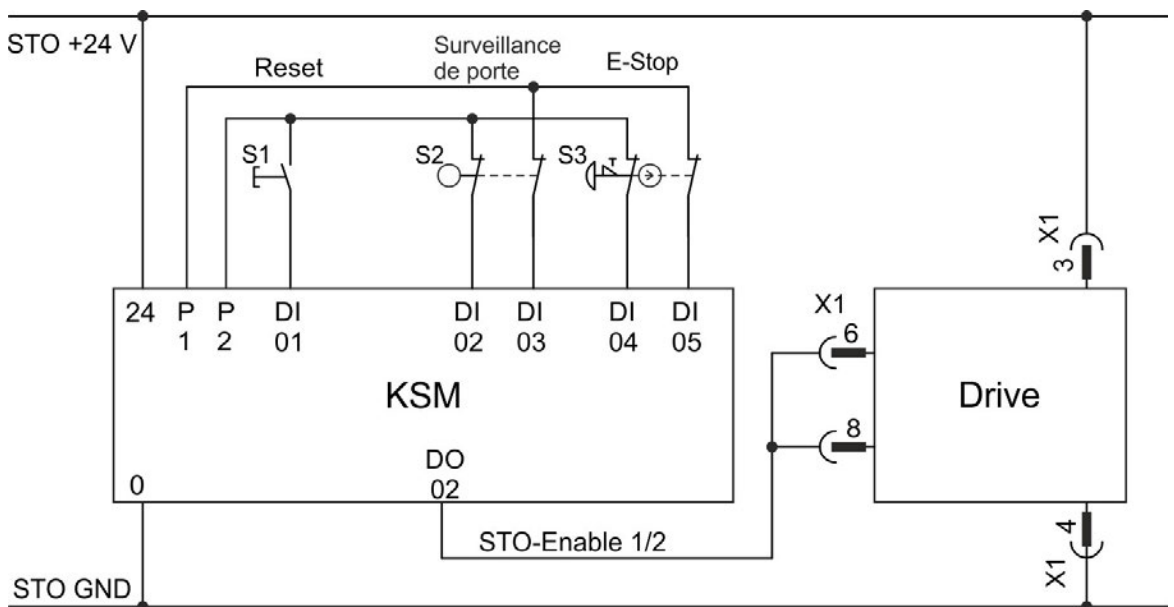 STO +24 V
Reset
Surveillance
de porte
E-Stop
S1
S2
S3
X1
3
24 P P DI DI DI DI DI
1 2 01 02 03 04 05
X1
6
KSM
Drive
8
DO
0
02
4
STO-Enable 1/2
X1
STO GND